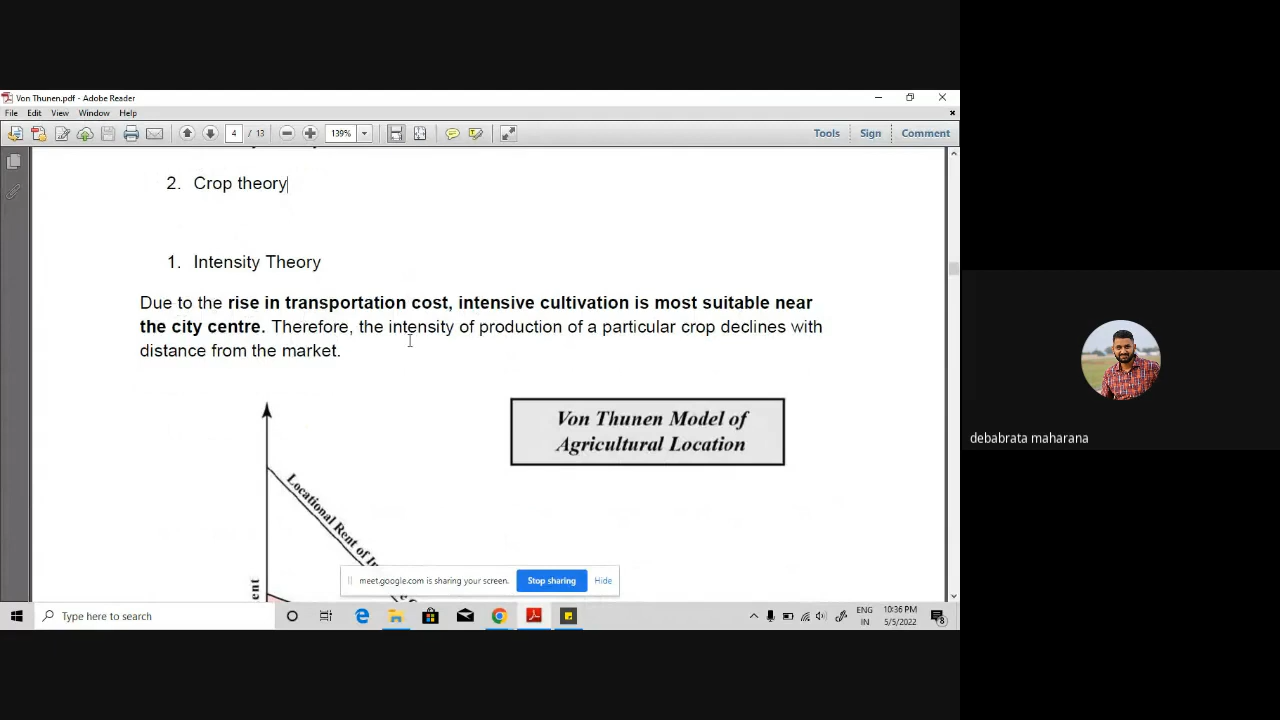 Von Thunen.pdf - Adobe Reader
File Edit View Window Help
4 / 13 139% Tools Sign Comment
2. Crop theory
1. Intensity Theory
Due to the rise in transportation cost, intensive cultivation is most suitable near
the city centre. Therefore, the intensity of production of a particular crop declines with
distance from the market.
Von Thunen Model of
Agricultural Location
Locational Rent of
debabrata maharana
meet.google.com is sharing your screen. Stop sharing Hide
Type here to search
ENG
IN
10:36 PM
5/5/2022
8